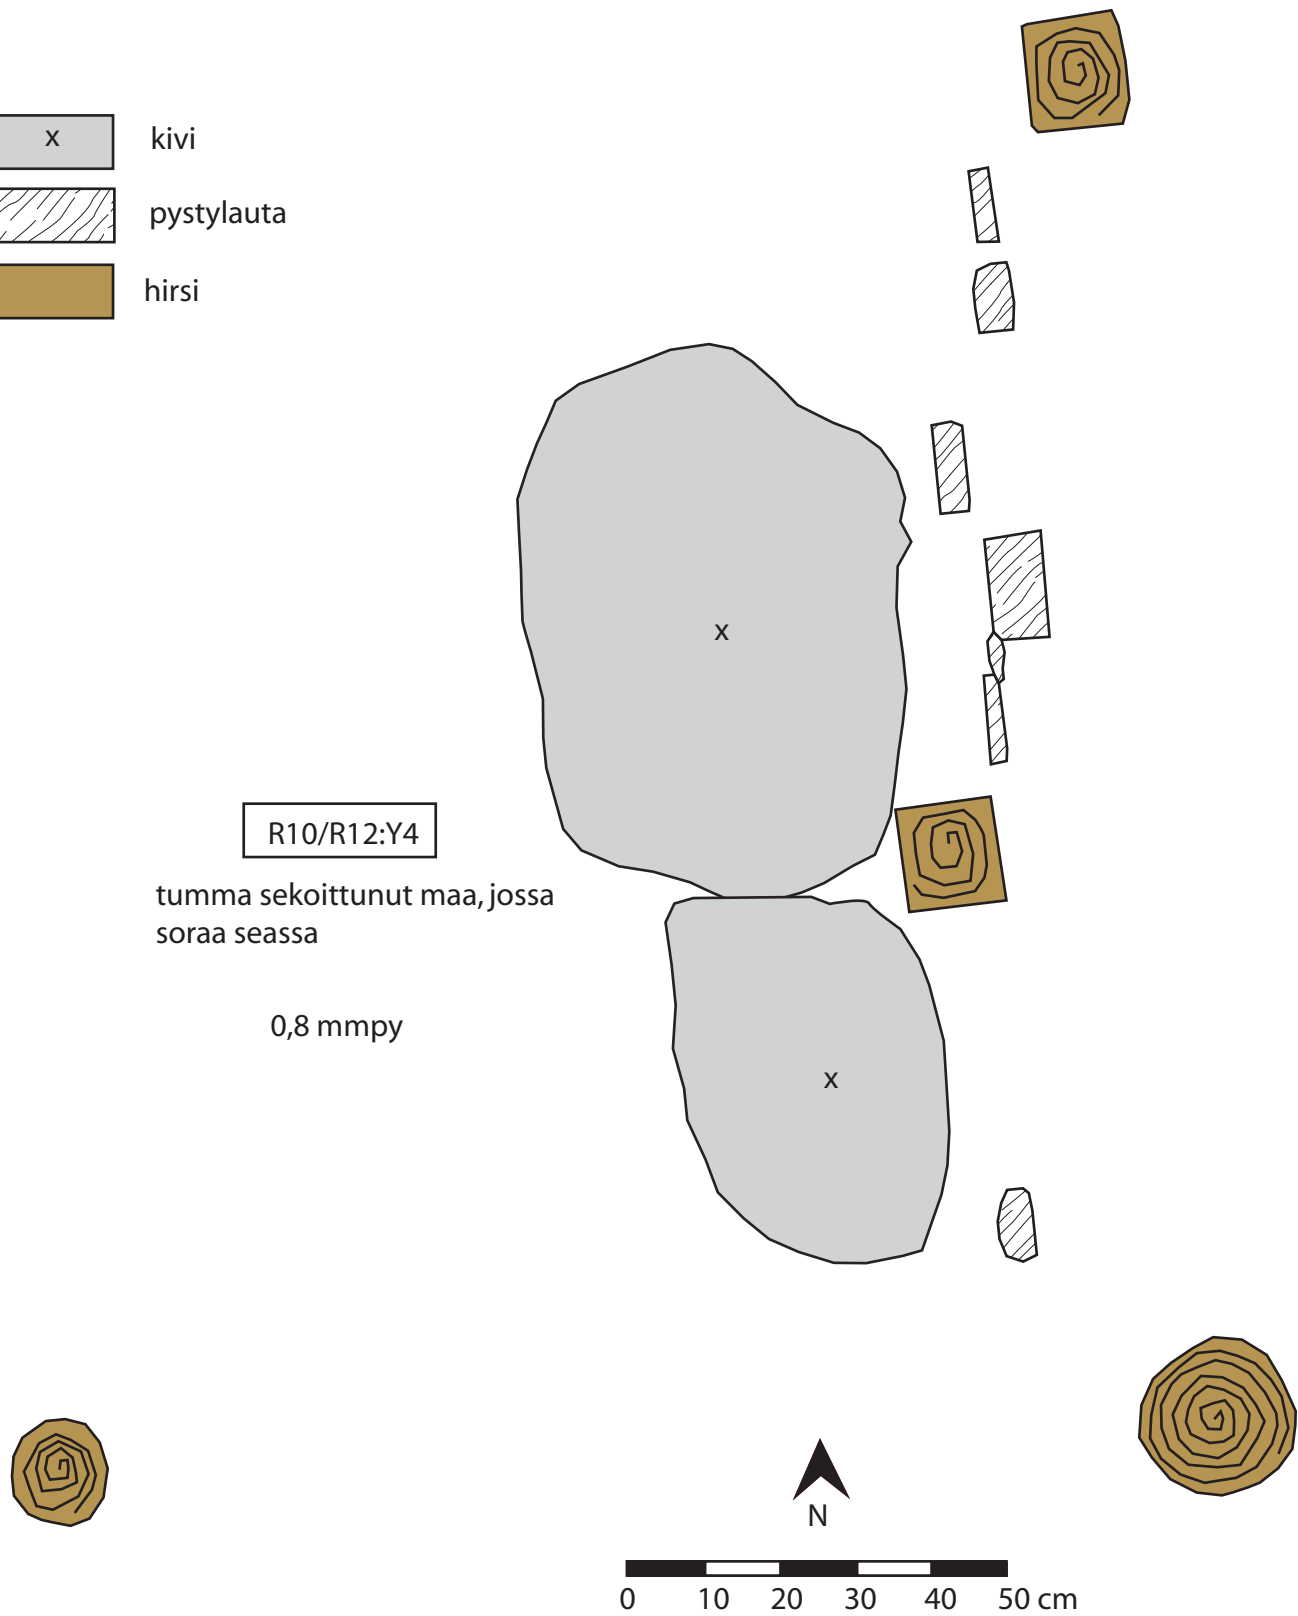 x
kivi
pystylauta
hirsi
x
R10/R12:Y4
tumma sekoittunut maa, jossa
soraa seassa
0,8 mmpy
x
N
0 10 20 30 40 50 cm